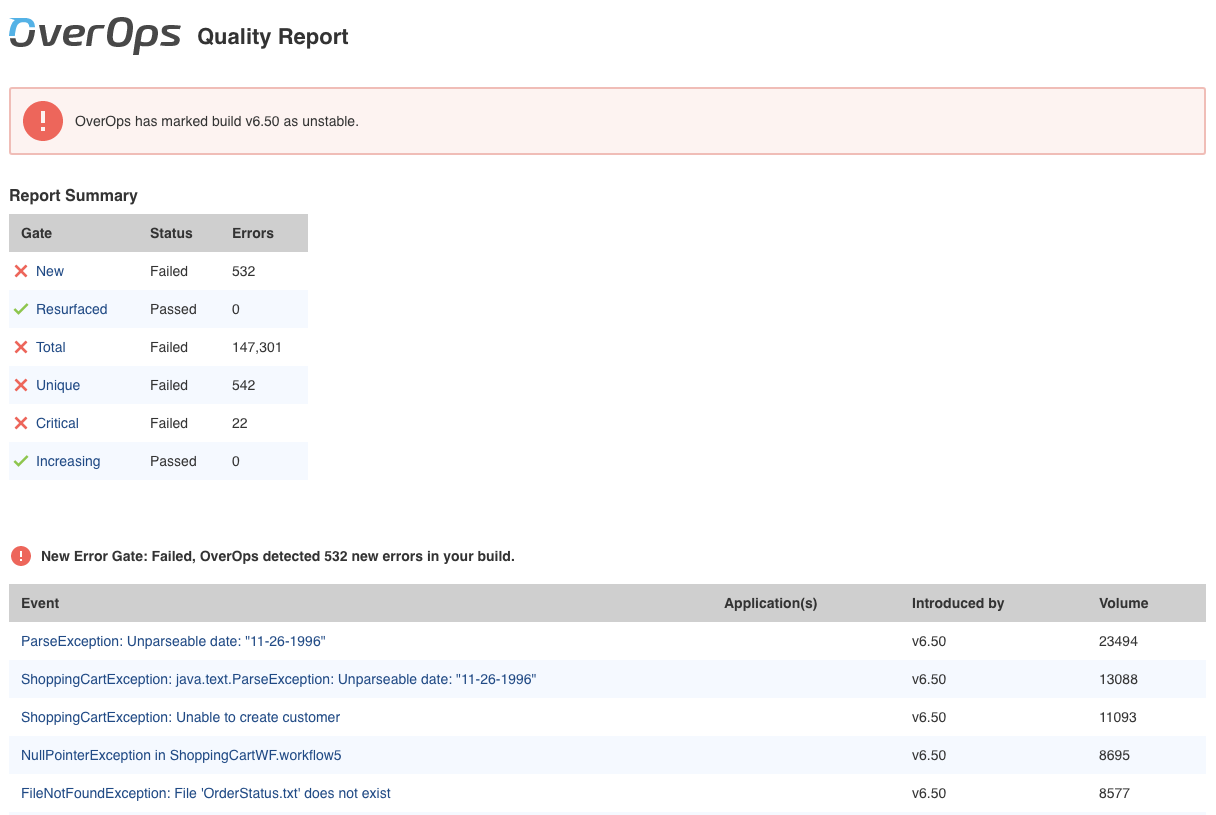 OverOps Quality Report
OverOps has marked build v6.50 as unstable.
Report Summary
Gate Status Errors
New Failed 532
Resurfaced Passed 0
Total Failed 147,301
Unique Failed 542
Critical Failed 22
Increasing Passed 0
New Error Gate: Failed, OverOps detected 532 new errors in your build.
Event Application(s) Introduced by Volume
ParseException: Unparseable date: "11-26-1996" v6.50 23494
ShoppingCartException: java.text.ParseException: Unparseable date: "11-26-1996" v6.50 13088
ShoppingCartException: Unable to create customer v6.50 11093
NullPointerException in ShoppingCartWF.workflow5 v6.50 8695
FileNotFoundException: File 'OrderStatus.txt' does not exist v6.50 8577